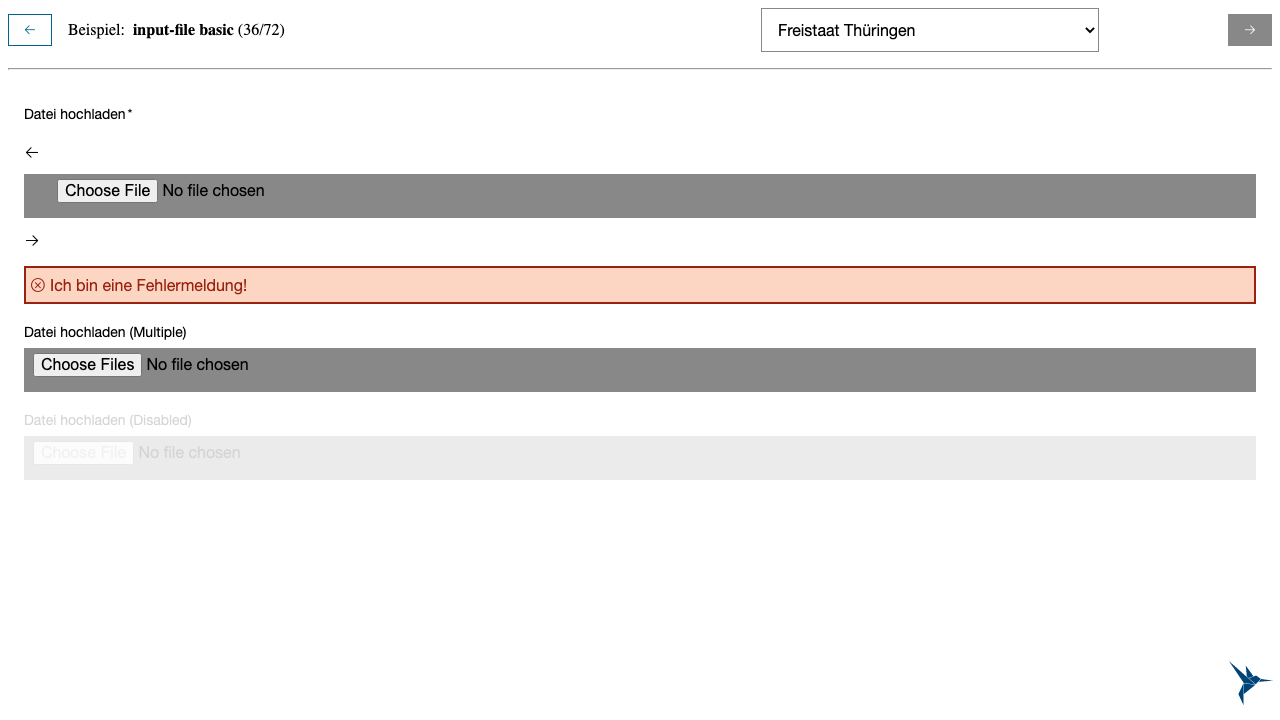 Beispiel: input-file basic (36/72)
Freistaat Thüringen
Datei hochladen*
Choose File No file chosen
Ich bin eine Fehlermeldung!
Datei hochladen (Multiple)
Choose Files No file chosen
Datei hochladen (Disabled)
Choose File No file chosen